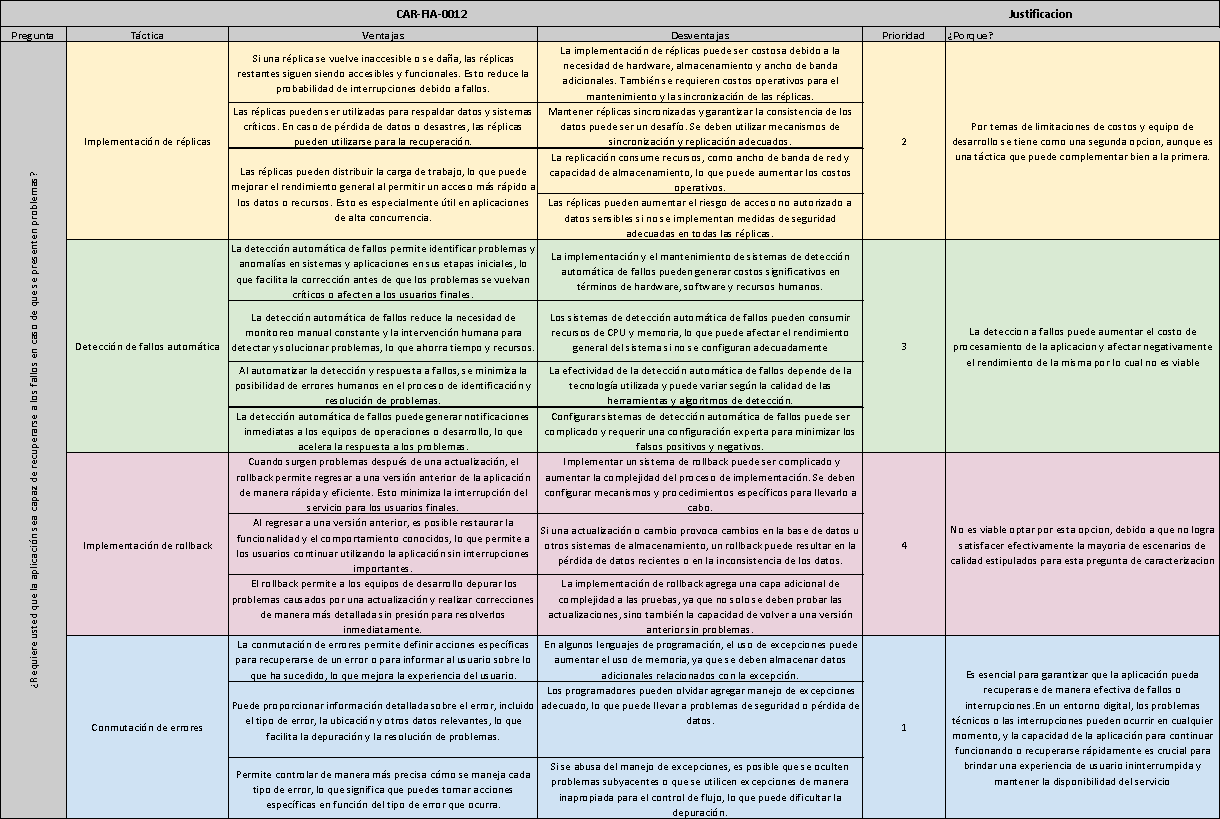 CAR-FIA-0012
Justificacion
Pregunta
Táctica
Ventajas
Desventajas
Prioridad
¿Porque?
¿Requiere usted que la aplicación sea capaz de recuperarse a los fallos en caso de que se presenten problemas?
Implementación de réplicas
Si una réplica se vuelve inaccesible o se daña, las réplicas
restantes siguen siendo accesibles y funcionales. Esto reduce la
probabilidad de interrupciones debido a fallos.
Las réplicas pueden ser utilizadas para respaldar datos y sistemas
críticos. En caso de pérdida de datos o desastres, las réplicas
pueden utilizarse para la recuperación.
Las réplicas pueden distribuir la carga de trabajo, lo que puede
mejorar el rendimiento general al permitir un acceso más rápido a
los datos o recursos. Esto es especialmente útil en aplicaciones
de alta concurrencia.
La implementación de réplicas puede ser costosa debido a la
necesidad de hardware, almacenamiento y ancho de banda
adicionales. También se requieren costos operativos para el
mantenimiento y la sincronización de las réplicas.
Mantener réplicas sincronizadas y garantizar la consistencia de los
datos puede ser un desafío. Se deben utilizar mecanismos de
sincronización y replicación adecuados.
La replicación consume recursos, como ancho de banda de red y
capacidad de almacenamiento, lo que puede aumentar los costos
operativos.
Las réplicas pueden aumentar el riesgo de acceso no autorizado a
datos sensibles si no se implementan medidas de seguridad
adecuadas en todas las réplicas.
2
Por temas de limitaciones de costos y equipo de
desarrollo se tiene como una segunda opcion, aunque es
una táctica que puede complementar bien a la primera.
Detección de fallos automática
La detección automática de fallos permite identificar problemas y
anomalías en sistemas y aplicaciones en sus etapas iniciales, lo
que facilita la corrección antes de que los problemas se vuelvan
críticos o afecten a los usuarios finales.
La detección automática de fallos reduce la necesidad de
monitoreo manual constante y la intervención humana para
detectar y solucionar problemas, lo que ahorra tiempo y recursos.
Al automatizar la detección y respuesta a fallos, se minimiza la
posibilidad de errores humanos en el proceso de identificación y
resolución de problemas.
La detección automática de fallos puede generar notificaciones
inmediatas a los equipos de operaciones o desarrollo, lo que
acelera la respuesta a los problemas.
La implementación y el mantenimiento de sistemas de detección
automática de fallos pueden generar costos significativos en
términos de hardware, software y recursos humanos.
Los sistemas de detección automática de fallos pueden consumir
recursos de CPU y memoria, lo que puede afectar el rendimiento
general del sistema si no se configuran adecuadamente
La efectividad de la detección automática de fallos depende de la
tecnología utilizada y puede variar según la calidad de las
herramientas y algoritmos de detección.
Configurar sistemas de detección automática de fallos puede ser
complicado y requerir una configuración experta para minimizar los
falsos positivos y negativos.
3
La deteccion a fallos puede aumentar el costo de
procesamiento de la aplicacion y afectar negativamente
el rendimiento de la misma por lo cual no es viable
Implementación de rollback
Cuando surgen problemas después de una actualización, el
rollback permite regresar a una versión anterior de la aplicación
de manera rápida y eficiente. Esto minimiza la interrupción del
servicio para los usuarios finales.
Al regresar a una versión anterior, es posible restaurar la
funcionalidad y el comportamiento conocidos, lo que permite a
los usuarios continuar utilizando la aplicación sin interrupciones
importantes.
El rollback permite a los equipos de desarrollo depurar los
problemas causados por una actualización y realizar correcciones
de manera más detallada sin presión para resolverlos
inmediatamente.
Implementar un sistema de rollback puede ser complicado y
aumentar la complejidad del proceso de implementación. Se deben
configurar mecanismos y procedimientos específicos para llevarlo a
cabo.
Si una actualización o cambio provoca cambios en la base de datos u
otros sistemas de almacenamiento, un rollback puede resultar en la
pérdida de datos recientes o en la inconsistencia de los datos.
La implementación de rollback agrega una capa adicional de
complejidad a las pruebas, ya que no solo se deben probar las
actualizaciones, sino también la capacidad de volver a una versión
anterior sin problemas.
4
No es viable optar por esta opcion, debido a que no logra
satisfacer efectivamente la mayoria de escenarios de
calidad estipulados para esta pregunta de caracterizacion
Conmutación de errores
La conmutación de errores permite definir acciones específicas
para recuperarse de un error o para informar al usuario sobre lo
que ha sucedido, lo que mejora la experiencia del usuario.
Puede proporcionar información detallada sobre el error, incluido
el tipo de error, la ubicación y otros datos relevantes, lo que
facilita la depuración y la resolución de problemas.
Permite controlar de manera más precisa cómo se maneja cada
tipo de error, lo que significa que puedes tomar acciones
específicas en función del tipo de error que ocurra.
En algunos lenguajes de programación, el uso de excepciones puede
aumentar el uso de memoria, ya que se deben almacenar datos
adicionales relacionados con la excepción.
Los programadores pueden olvidar agregar manejo de excepciones
adecuado, lo que puede llevar a problemas de seguridad o pérdida de
datos.
Si se abusa del manejo de excepciones, es posible que se oculten
problemas subyacentes o que se utilicen excepciones de manera
inapropiada para el control de flujo, lo que puede dificultar la
depuración.
1
Es esencial para garantizar que la aplicación pueda
recuperarse de manera efectiva de fallos o
interrupciones.En un entorno digital, los problemas
técnicos o las interrupciones pueden ocurrir en cualquier
momento, y la capacidad de la aplicación para continuar
funcionando o recuperarse rápidamente es crucial para
brindar una experiencia de usuario ininterrumpida y
mantener la disponibilidad del servicio